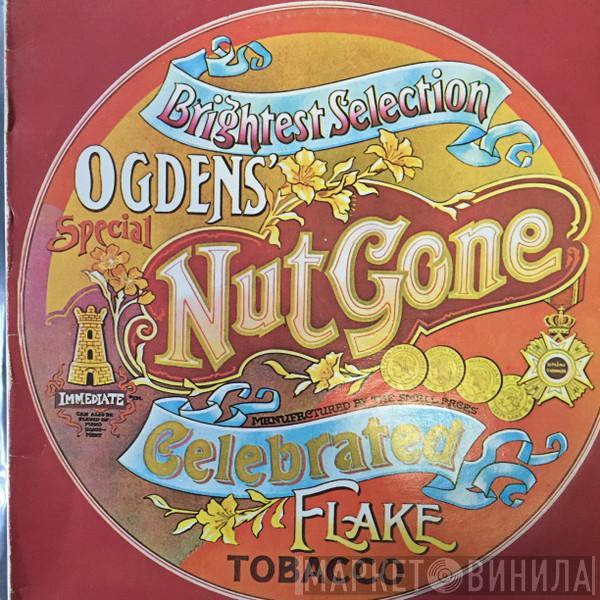 Brightest Selection
OGDENS'
Special
Nut Gone
IMMEDIATE
MANUFACTURED BY THE SMALL FACES
Celebrated
FLAKE
TOBACCO
МАРКЕТ ВИНИЛА